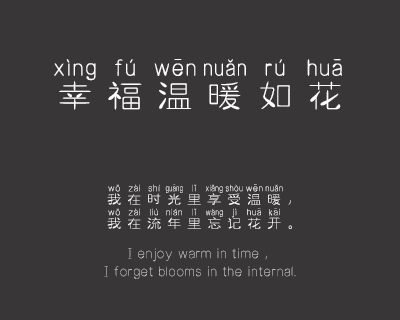 xìng fú wēn nuǎn rú huā
幸福温暖如花
wǒ zài shí guāng lǐ xiǎng shòu wēn nuǎn
我在时光里享受温暖，
wǒ zài liú nián lǐ wàng jì huā kāi
我在流年里忘记花开。
I enjoy warm in time ,
I forget blooms in the internal.